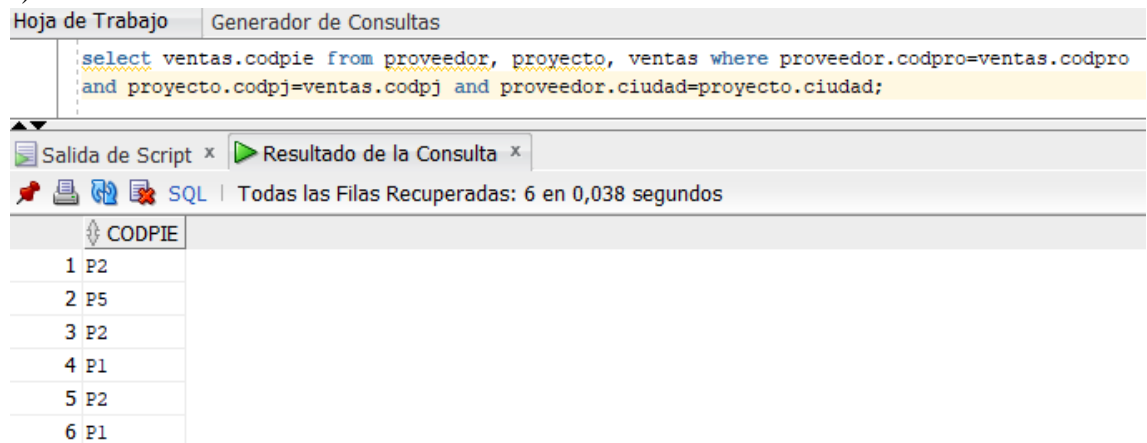 Hoja de Trabajo Generador de Consultas
select ventas.codpie from proveedor, proyecto, ventas where proveedor.codpro=ventas.codpro
and proyecto.codpj=ventas.codpj and proveedor.ciudad=proyecto.ciudad;
Salida de Script x Resultado de la Consulta x
SQL | Todas las Filas Recuperadas: 6 en 0,038 segundos
CODPIE
1 P2
2 P5
3 P2
4 P1
5 P2
6 P1